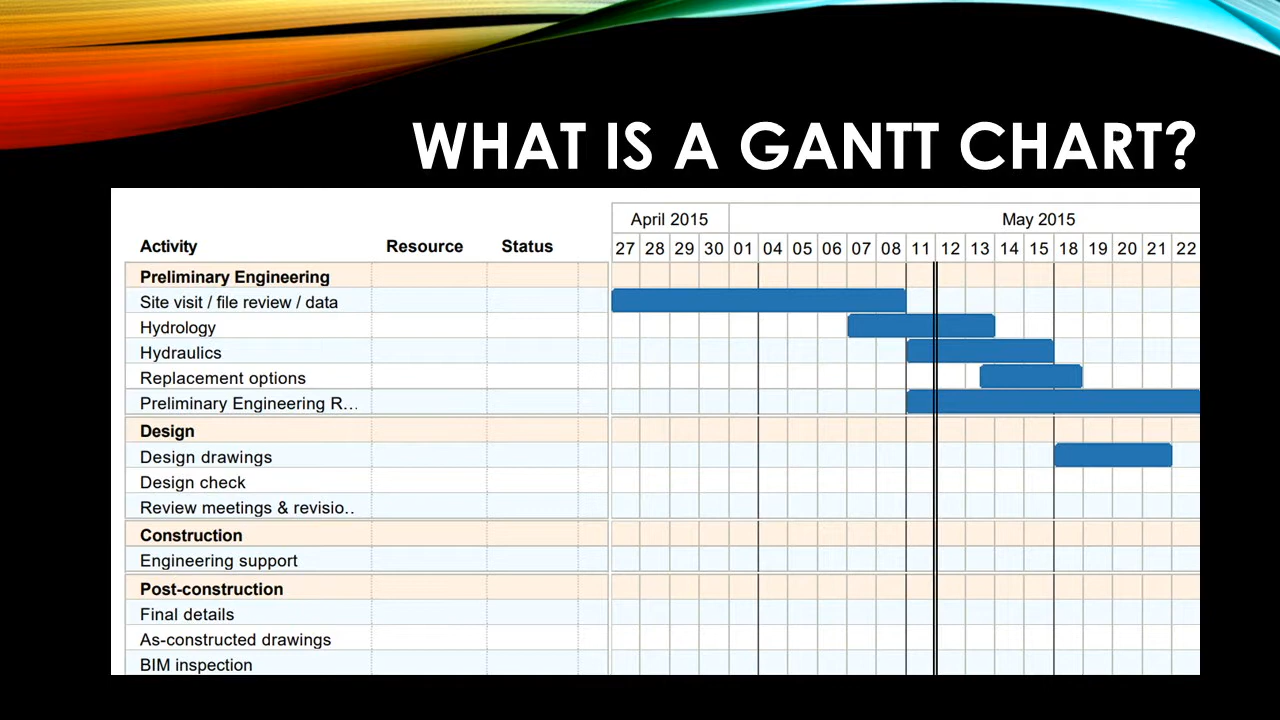 WHAT IS A GANTT CHART?
April 2015 May 2015
Activity Resource Status 27 28 29 30 01 04 05 06 07 08 11 12 13 14 15 18 19 20 21 22
Preliminary Engineering
Site visit / file review / data
Hydrology
Hydraulics
Replacement options
Preliminary Engineering R...
Design
Design drawings
Design check
Review meetings & revisio..
Construction
Engineering support
Post-construction
Final details
As-constructed drawings
BIM inspection